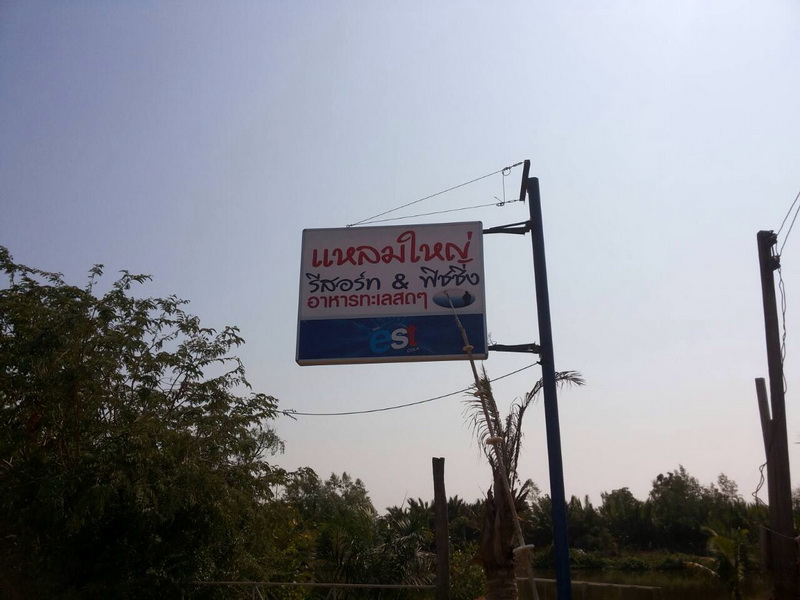 แหลมใหญ่
รีสอร์ท & ฟิชชิ่ง
อาหารทะเลสดๆ
est